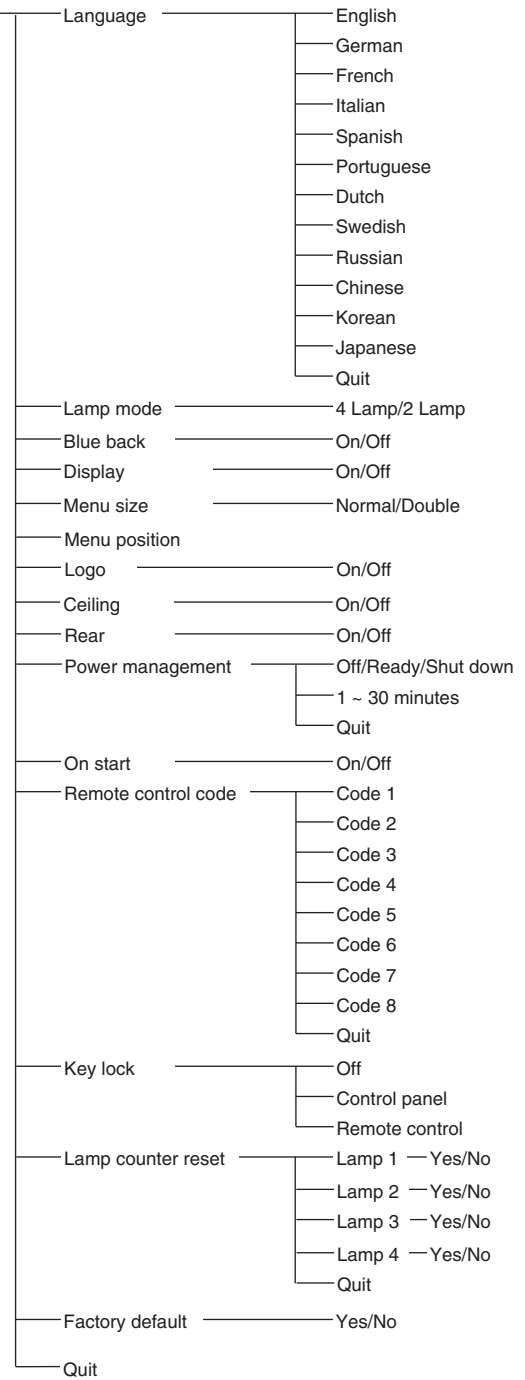 Language English
German
French
Italian
Spanish
Portuguese
Dutch
Swedish
Russian
Chinese
Korean
Japanese
Quit
Lamp mode 4 Lamp/2 Lamp
Blue back On/Off
Display On/Off
Menu size Normal/Double
Menu position
Logo On/Off
Ceiling On/Off
Rear On/Off
Power management Off/Ready/Shut down
1 ~ 30 minutes
Quit
On start On/Off
Remote control code Code 1
Code 2
Code 3
Code 4
Code 5
Code 6
Code 7
Code 8
Quit
Key lock Off
Control panel
Remote control
Lamp counter reset Lamp 1 Yes/No
Lamp 2 Yes/No
Lamp 3 Yes/No
Lamp 4 Yes/No
Quit
Factory default Yes/No
Quit